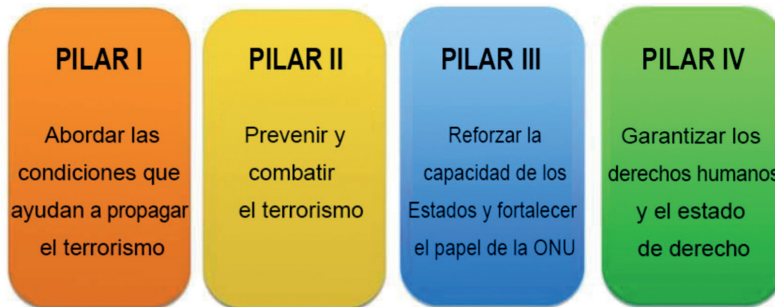 PILAR I
Abordar las
condiciones que
ayudan a propagar
el terrorismo
PILAR II
Prevenir y
combatir
el terrorismo
PILAR III
Reforzar la
capacidad de los
Estados y fortalecer
el papel de la ONU
PILAR IV
Garantizar los
derechos humanos
y el estado
de derecho